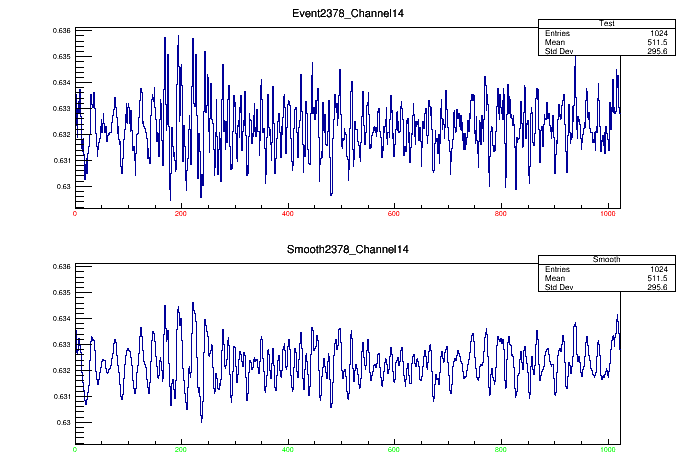 Event2378_Channel14
Test
Entries 1024
Mean 511.5
Std Dev 295.6
0.636
0.635
0.634
0.633
0.632
0.631
0.63
0 200 400 600 800 1000
Smooth2378_Channel14
Smooth
Entries 1024
Mean 511.5
Std Dev 295.6
0.636
0.635
0.634
0.633
0.632
0.631
0.63
0 200 400 600 800 1000